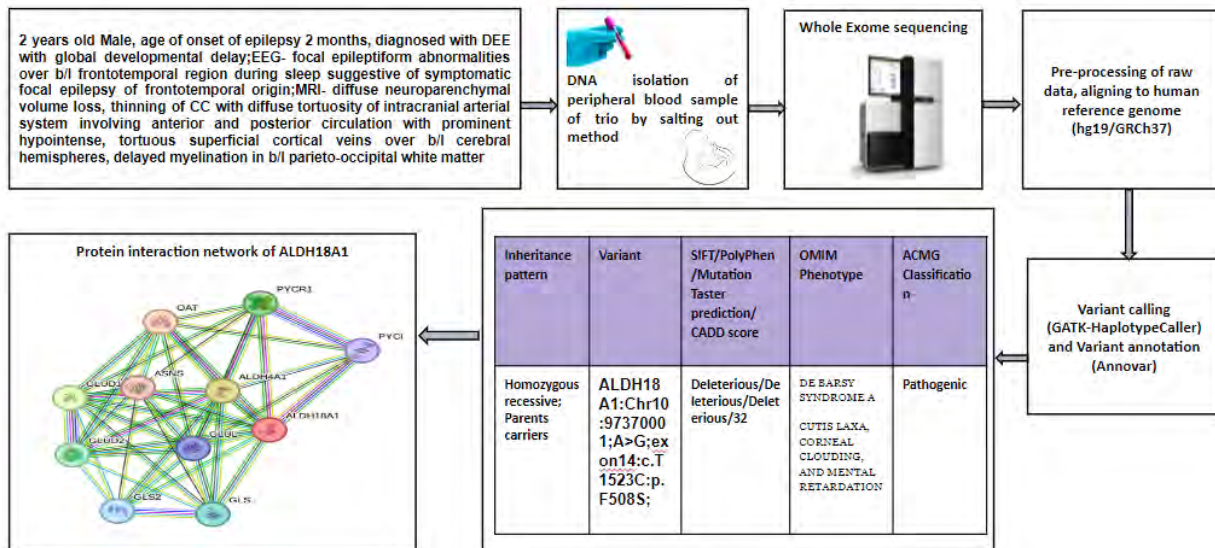 2 years old Male, age of onset of epilepsy 2 months, diagnosed with DEE
with global developmental delay;EEG- focal epileptiform abnormalities
over b/l frontotemporal region during sleep suggestive of symptomatic
focal epilepsy of frontotemporal origin;MRI- diffuse neuroparenchymal
volume loss, thinning of CC with diffuse tortuosity of intracranial arterial
system involving anterior and posterior circulation with prominent
hypointense, tortuous superficial cortical veins over b/l cerebral
hemispheres, delayed myelination in b/l parieto-occipital white matter
DNA isolation of
peripheral blood sample
of trio by salting out
method
Whole Exome sequencing
Pre-processing of raw
data, aligning to human
reference genome
(hg19/GRCh37)
Variant calling
(GATK-HaplotypeCaller)
and Variant annotation
(Annovar)
Inheritance
pattern
Variant
SIFT/PolyPhen
/Mutation
Taster
prediction/
CADD score
OMIM
Phenotype
ACMG
Classificatio
n
Homozygous
recessive;
Parents
carriers
ALDH18
A1:Chr10
:9737000
1;A>G;ex
on14:c.T
1523C:p.
F508S;
Deleterious/De
leterious/Delet
erious/32
DE BARSY
SYNDROME A
CUTIS LAXA,
CORNEAL
CLOUDING,
AND MENTAL
RETARDATION
Pathogenic
Protein interaction network of ALDH18A1
PYCR1
OAT
PYCl
ASNS
ALDH4A1
GLUD1
ALDH18A1
GLUD2
GLUL
GLS2
GLS